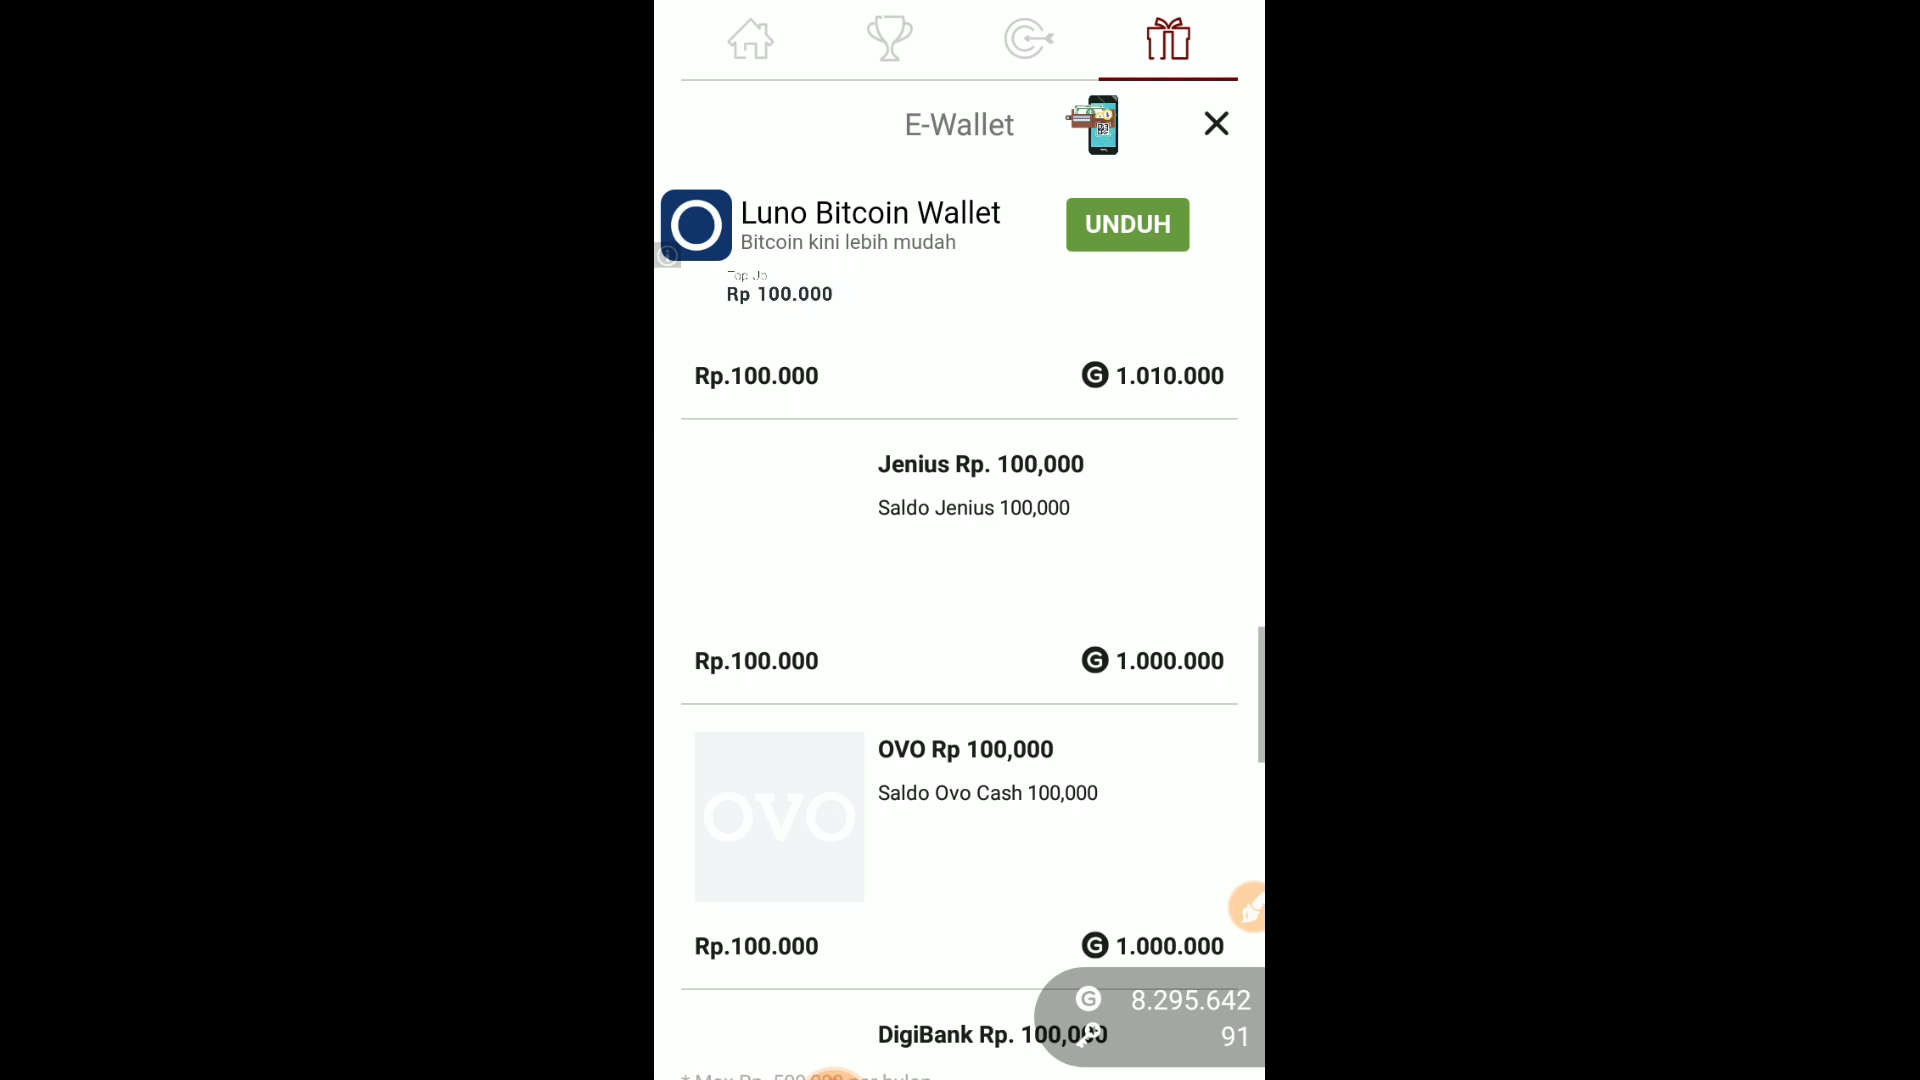 E-Wallet
Luno Bitcoin Wallet
UNDUH
Bitcoin kini lebih mudah
Rp 100.000
Rp.100.000
G 1.010.000
Jenius Rp. 100,000
Saldo Jenius 100,000
Rp.100.000
G 1.000.000
OVO Rp 100,000
OVO
Saldo Ovo Cash 100,000
Rp.100.000
G 1.000.000
G 8.295.642
DigiBank Rp. 100,000
91